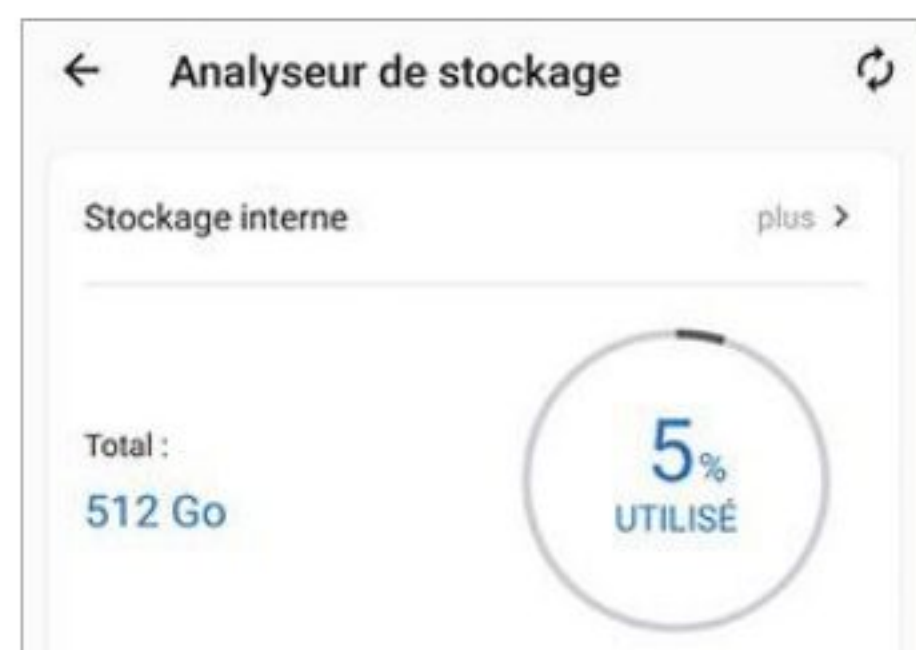 Analyseur de stockage
Stockage interne
plus
Total :
512 Go
5%
UTILISÉ